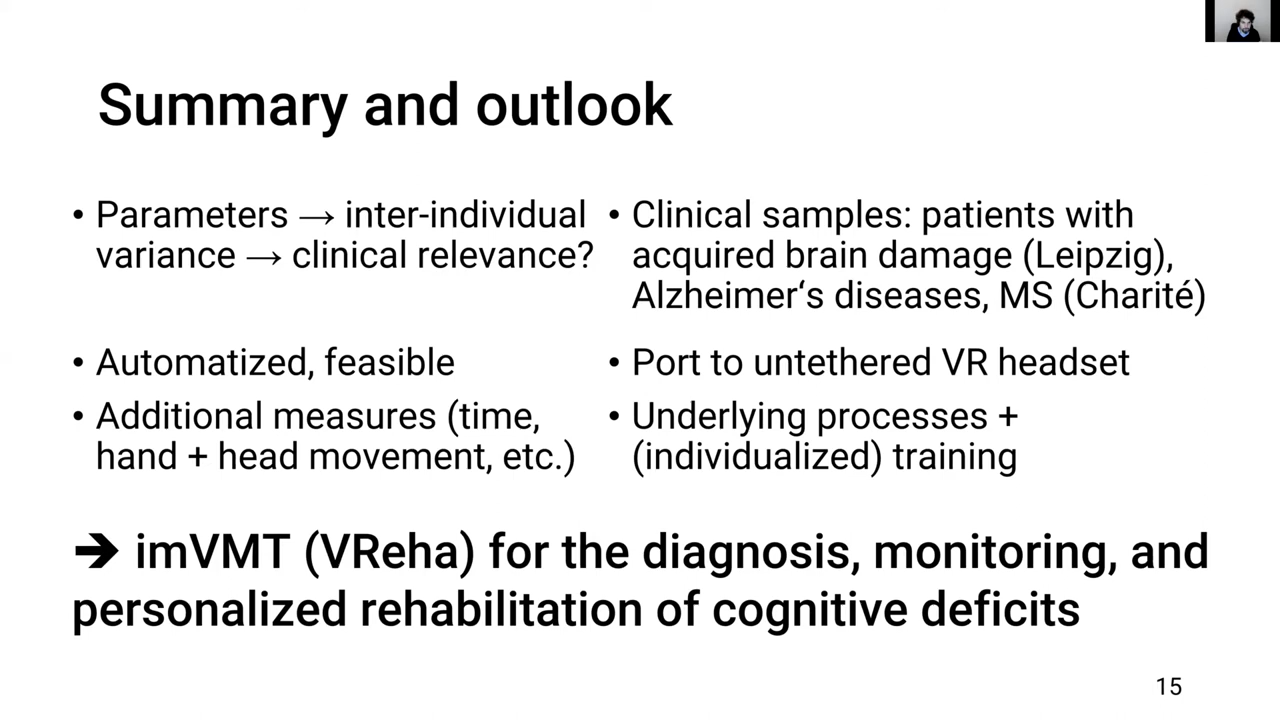 Summary and outlook
• Parameters → inter-individual
variance → clinical relevance?
• Automatized, feasible
• Additional measures (time,
hand + head movement, etc.)
• Clinical samples: patients with
acquired brain damage (Leipzig),
Alzheimer‘s diseases, MS (Charité)
• Port to untethered VR headset
• Underlying processes +
(individualized) training
➔ imVMT (VReha) for the diagnosis, monitoring, and
personalized rehabilitation of cognitive deficits
15